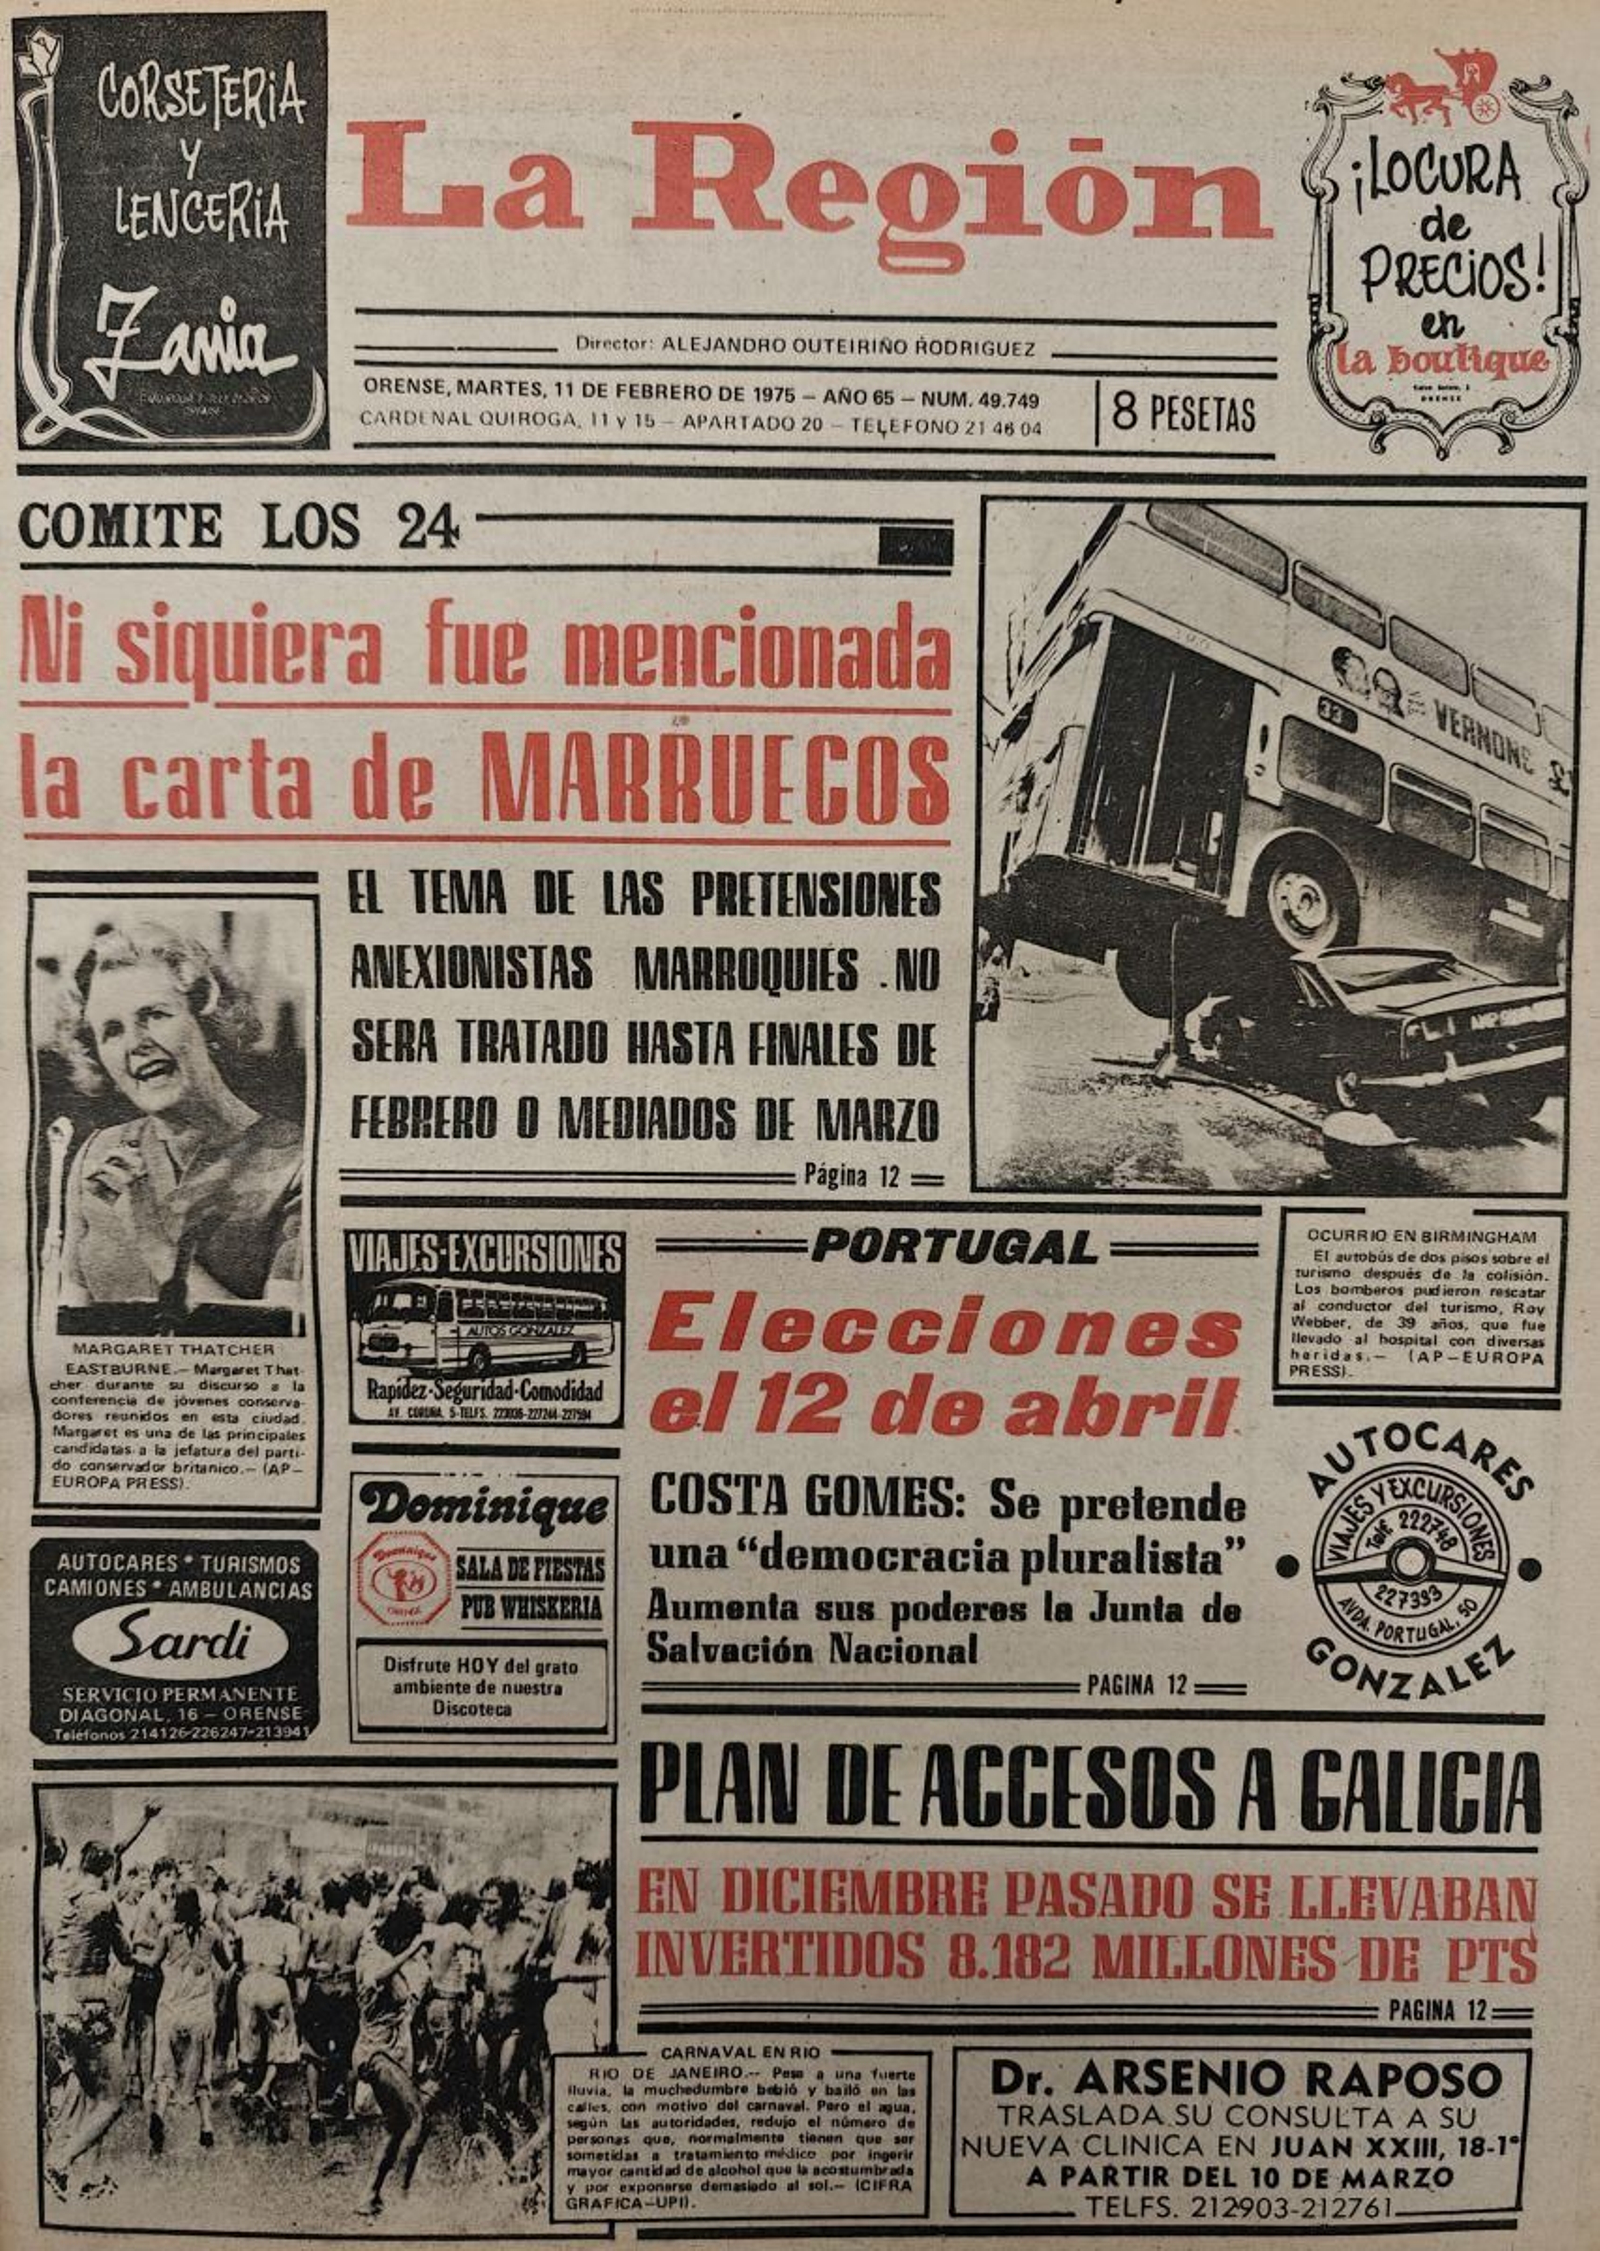 CORSETERIA
Y
LENCERIA
Zania
La Región
¡LOCURA
de
PRECIOS!
en
la boutique
ORENSE
Director: ALEJANDRO OUTEIRIÑO RODRIGUEZ
ORENSE, MARTES, 11 DE FEBRERO DE 1975 — AÑO 65 — NUM. 49.749
CARDENAL QUIROGA, 11 y 15 — APARTADO 20 — TELEFONO 21 46 04
8 PESETAS
COMITE LOS 24
Ni siquiera fue mencionada
la carta de MARRUECOS
EL TEMA DE LAS PRETENSIONES
ANEXIONISTAS MARROQUIES NO
SERA TRATADO HASTA FINALES DE
FEBRERO O MEDIADOS DE MARZO
Página 12
33
VERNONS
MARGARET THATCHER
EASTBURNE.— Margaret That-
cher durante su discurso a la
conferencia de jóvenes conserva-
dores reunidos en esta ciudad.
Margaret es una de las principales
candidatas a la jefatura del parti-
do conservador britanico.— (AP—
EUROPA PRESS).
VIAJES-EXCURSIONES
AUTOS GONZALEZ
Rapidez-Seguridad-Comodidad
AV. CORUÑA, 5-TELFS. 223036-227244-227594
PORTUGAL
Elecciones
el 12 de abril
COSTA GOMES: Se pretende
una "democracia pluralista"
Aumenta sus poderes la Junta de
Salvación Nacional
PAGINA 12
OCURRIO EN BIRMINGHAM
El autobús de dos pisos sobre el
turismo después de la colisión.
Los bomberos pudieron rescatar
al conductor del turismo, Roy
Webber, de 39 años, que fue
llevado al hospital con diversas
heridas.— (AP—EUROPA
PRESS).
AUTOCARES
VIAJES Y EXCURSIONES
Telf. 222748
227393
AVDA. PORTUGAL, 50
GONZALEZ
Dominique
Dominique
SALA DE FIESTAS
PUB WHISKERIA
Disfrute HOY del grato
ambiente de nuestra
Discoteca
AUTOCARES * TURISMOS
CAMIONES * AMBULANCIAS
Sardi
SERVICIO PERMANENTE
DIAGONAL, 16 — ORENSE
Teléfonos 214126-226247-213941
PLAN DE ACCESOS A GALICIA
EN DICIEMBRE PASADO SE LLEVABAN
INVERTIDOS 8.182 MILLONES DE PTS
PAGINA 12
CARNAVAL EN RIO
RIO DE JANEIRO.-- Pese a una fuerte
lluvia, la muchedumbre bebió y bailó en las
calles, con motivo del carnaval. Pero el agua,
según las autoridades, redujo el número de
personas que, normalmente tienen que ser
sometidas a tratamiento médico por ingerir
mayor cantidad de alcohol que la acostumbrada
y por exponerse demasiado al sol.— (CIFRA
GRAFICA—UPI).
Dr. ARSENIO RAPOSO
TRASLADA SU CONSULTA A SU
NUEVA CLINICA EN JUAN XXIII, 18-1º
A PARTIR DEL 10 DE MARZO
TELFS. 212903-212761